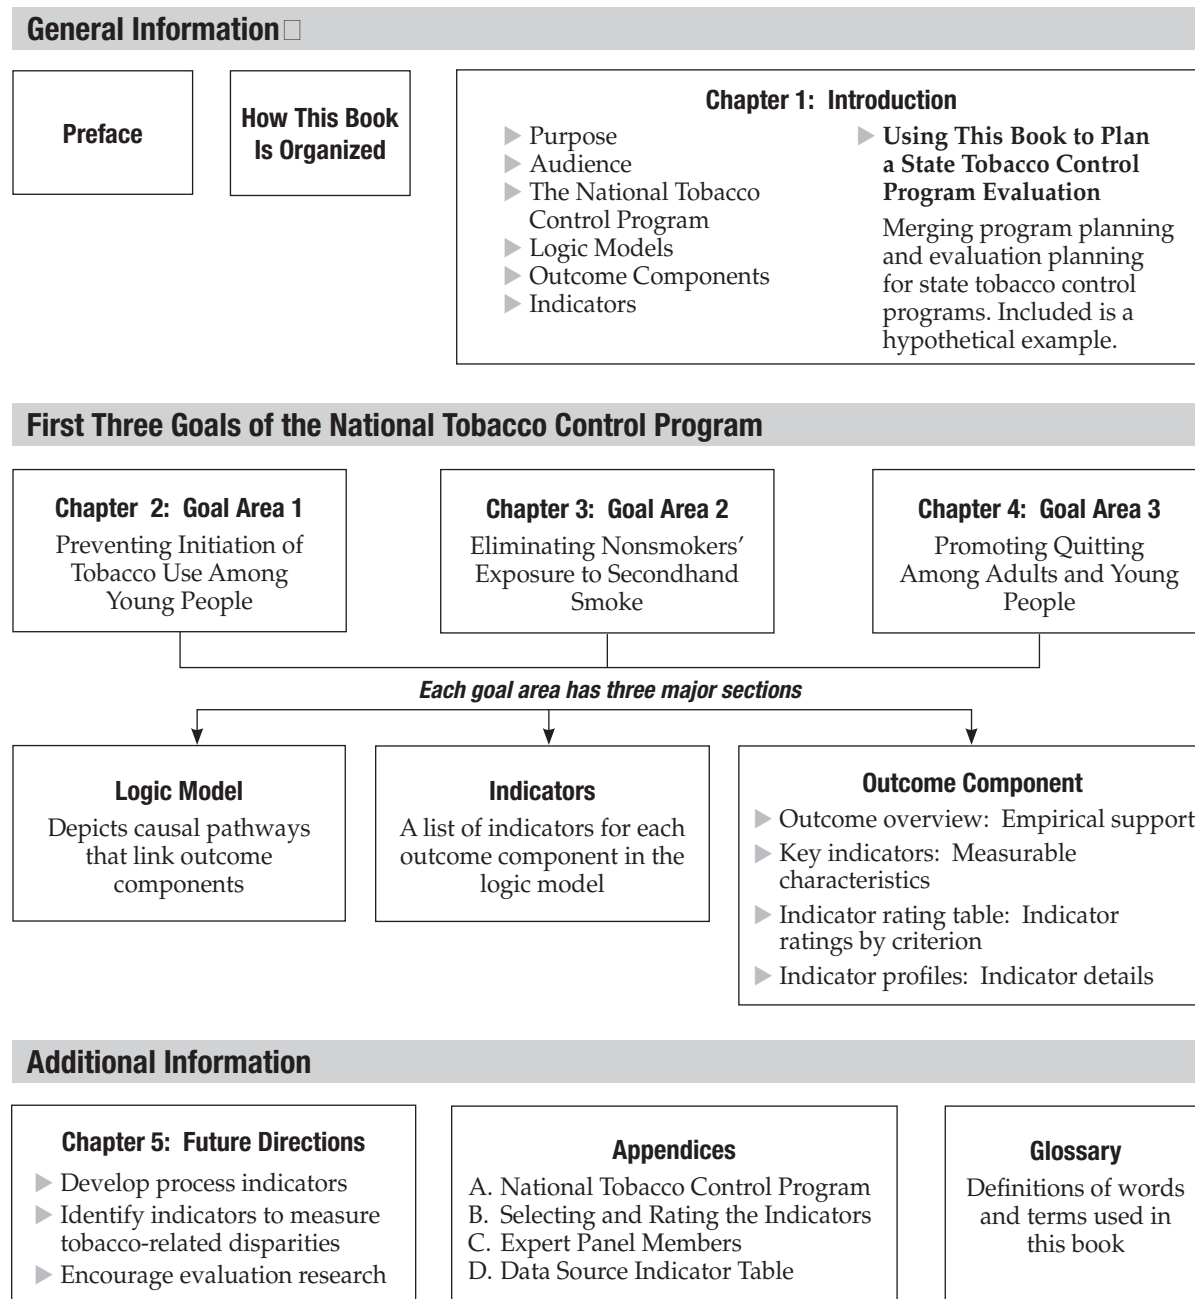 General Information
Preface
How This Book
Is Organized
Chapter 1: Introduction
▶ Purpose
▶ Audience
▶ The National Tobacco
Control Program
▶ Logic Models
▶ Outcome Components
▶ Indicators
▶ Using This Book to Plan
a State Tobacco Control
Program Evaluation
Merging program planning
and evaluation planning
for state tobacco control
programs. Included is a
hypothetical example.
First Three Goals of the National Tobacco Control Program
Chapter 2: Goal Area 1
Preventing Initiation of
Tobacco Use Among
Young People
Chapter 3: Goal Area 2
Eliminating Nonsmokers’
Exposure to Secondhand
Smoke
Chapter 4: Goal Area 3
Promoting Quitting
Among Adults and Young
People
Each goal area has three major sections
Logic Model
Depicts causal pathways
that link outcome
components
Indicators
A list of indicators for each
outcome component in the
logic model
Outcome Component
▶ Outcome overview: Empirical support
▶ Key indicators: Measurable
characteristics
▶ Indicator rating table: Indicator
ratings by criterion
▶ Indicator profiles: Indicator details
Additional Information
Chapter 5: Future Directions
▶ Develop process indicators
▶ Identify indicators to measure
tobacco-related disparities
▶ Encourage evaluation research
Appendices
A. National Tobacco Control Program
B. Selecting and Rating the Indicators
C. Expert Panel Members
D. Data Source Indicator Table
Glossary
Definitions of words
and terms used in
this book